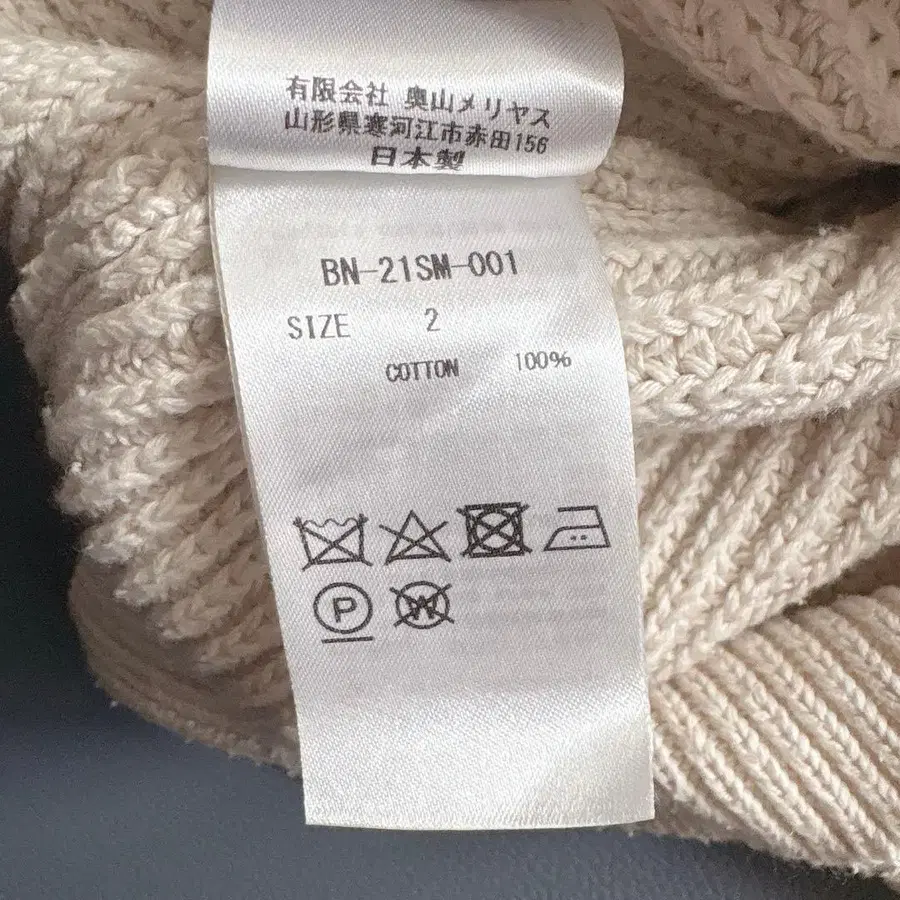 有限会社 奥山メリヤス
山形県寒河江市赤田156
日本製
BN-21SM-001
SIZE 2
COTTON 100%
P W